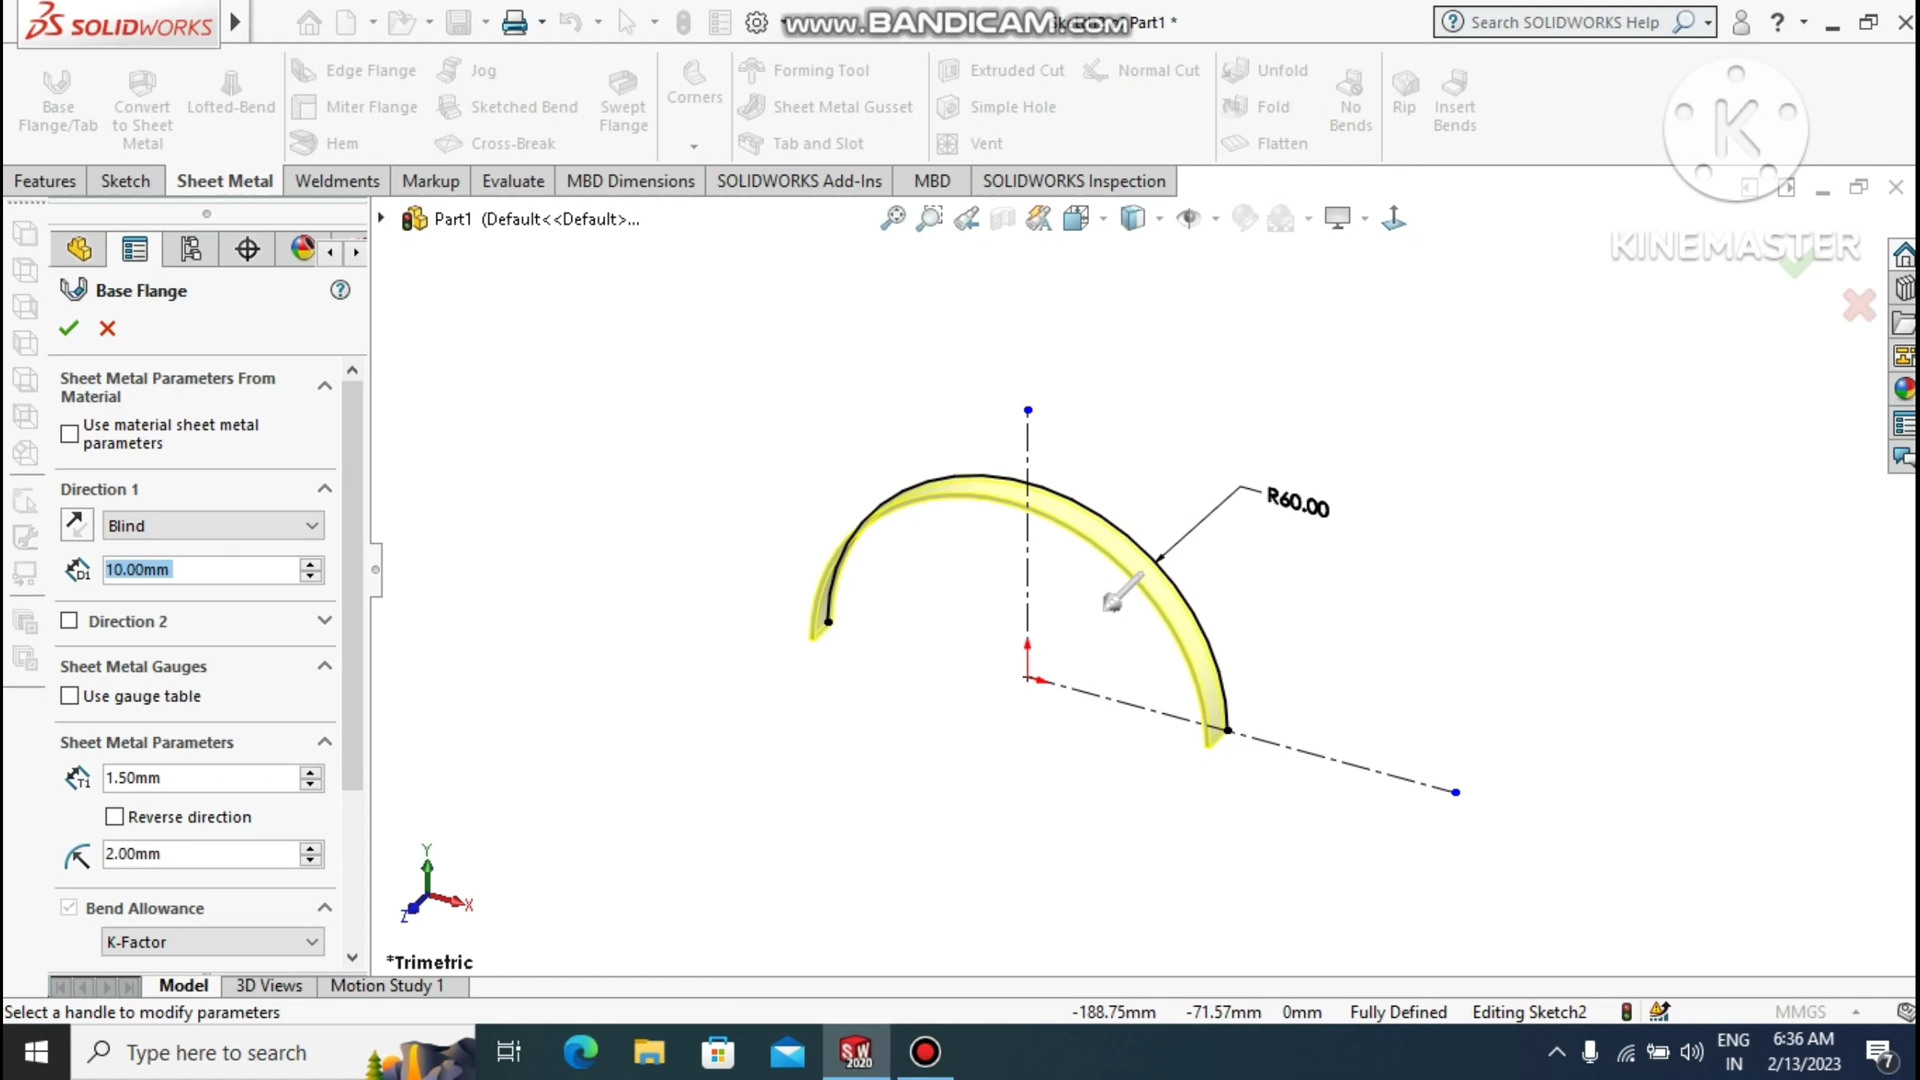 SOLIDWORKS
www.BANDICAM.com
Part1 *
Search SOLIDWORKS Help
Base Flange/Tab
Convert to Sheet Metal
Lofted-Bend
Edge Flange
Miter Flange
Hem
Jog
Sketched Bend
Cross-Break
Swept Flange
Corners
Forming Tool
Sheet Metal Gusset
Tab and Slot
Extruded Cut
Simple Hole
Vent
Normal Cut
Unfold
Fold
Flatten
No Bends
Rip
Insert Bends
K
KINEMASTER
Features
Sketch
Sheet Metal
Weldments
Markup
Evaluate
MBD Dimensions
SOLIDWORKS Add-Ins
MBD
SOLIDWORKS Inspection
Part1 (Default<<Default>...
Base Flange
Sheet Metal Parameters From
Material
Use material sheet metal
parameters
Direction 1
Blind
D1
10.00mm
Direction 2
Sheet Metal Gauges
Use gauge table
Sheet Metal Parameters
T1
1.50mm
Reverse direction
2.00mm
Bend Allowance
K-Factor
R60.00
Y
X
Z
*Trimetric
Model
3D Views
Motion Study 1
Select a handle to modify parameters
-188.75mm
-71.57mm
0mm
Fully Defined
Editing Sketch2
MMGS
Type here to search
SW
2020
ENG
IN
6:36 AM
2/13/2023
7